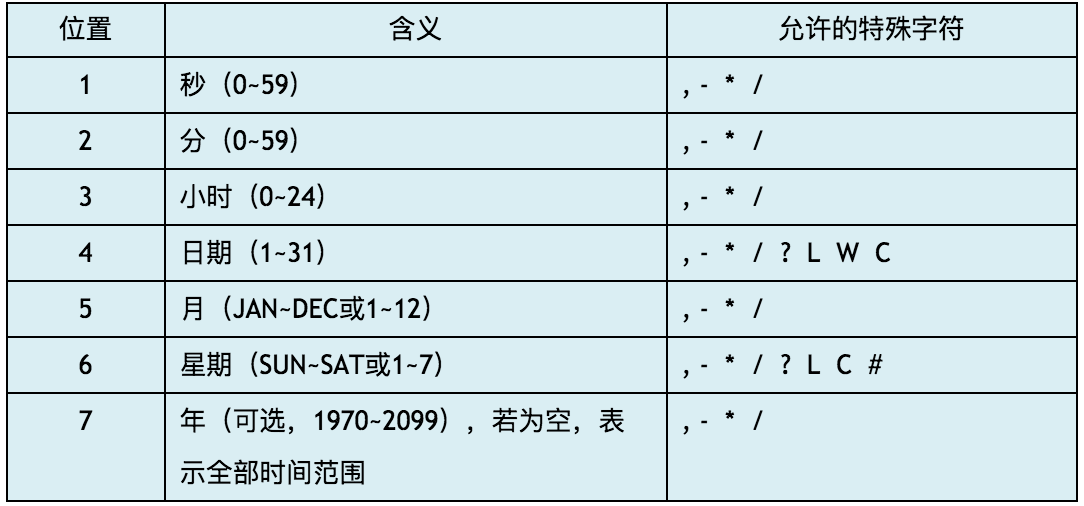 位置 含义 允许的特殊字符
1 秒（0~59） , - * /
2 分（0~59） , - * /
3 小时（0~24） , - * /
4 日期（1~31） , - * / ? L W C
5 月（JAN~DEC或1~12） , - * /
6 星期（SUN~SAT或1~7） , - * / ? L C #
7 年（可选，1970~2099），若为空，表 , - * /
示全部时间范围